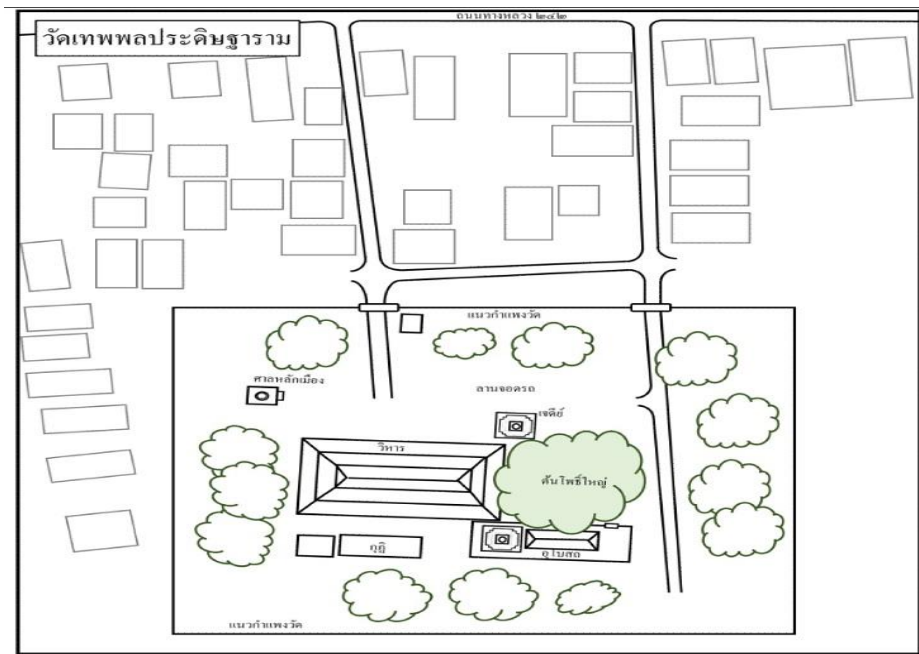 ถนนทางหลวง ๒๔๒
วัดเทพพลประดิษฐาราม
แนวกำแพงวัด
ศาลหลักเมือง
ลานจอดรถ
เจดีย์
วิหาร
ต้นโพธิ์ใหญ่
กุฏิ
อุโบสถ
แนวกำแพงวัด